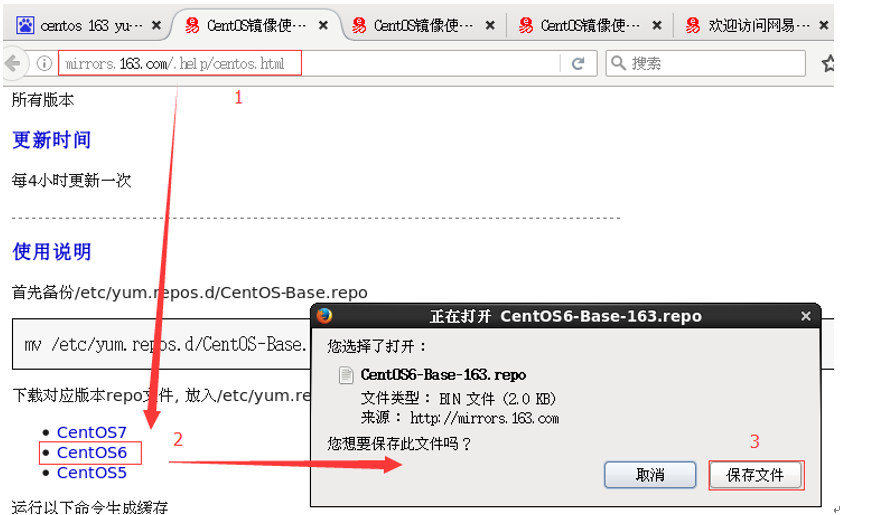 centos 163 yu… × CentOS镜像使… × CentOS镜像使… × CentOS镜像使… × 欢迎访问网易… ×
mirrors.163.com/.help/centos.html 搜索
1
所有版本
更新时间
每4小时更新一次
使用说明
首先备份/etc/yum.repos.d/CentOS-Base.repo
mv /etc/yum.repos.d/CentOS-Base.
下载对应版本repo文件, 放入/etc/yum.re
CentOS7
2
CentOS6
CentOS5
运行以下命令生成缓存
正在打开 CentOS6-Base-163.repo ×
您选择了打开：
CentOS6-Base-163.repo
文件类型： BIN 文件 (2.0 KB)
来源： http://mirrors.163.com
您想要保存此文件吗？
3
取消 保存文件